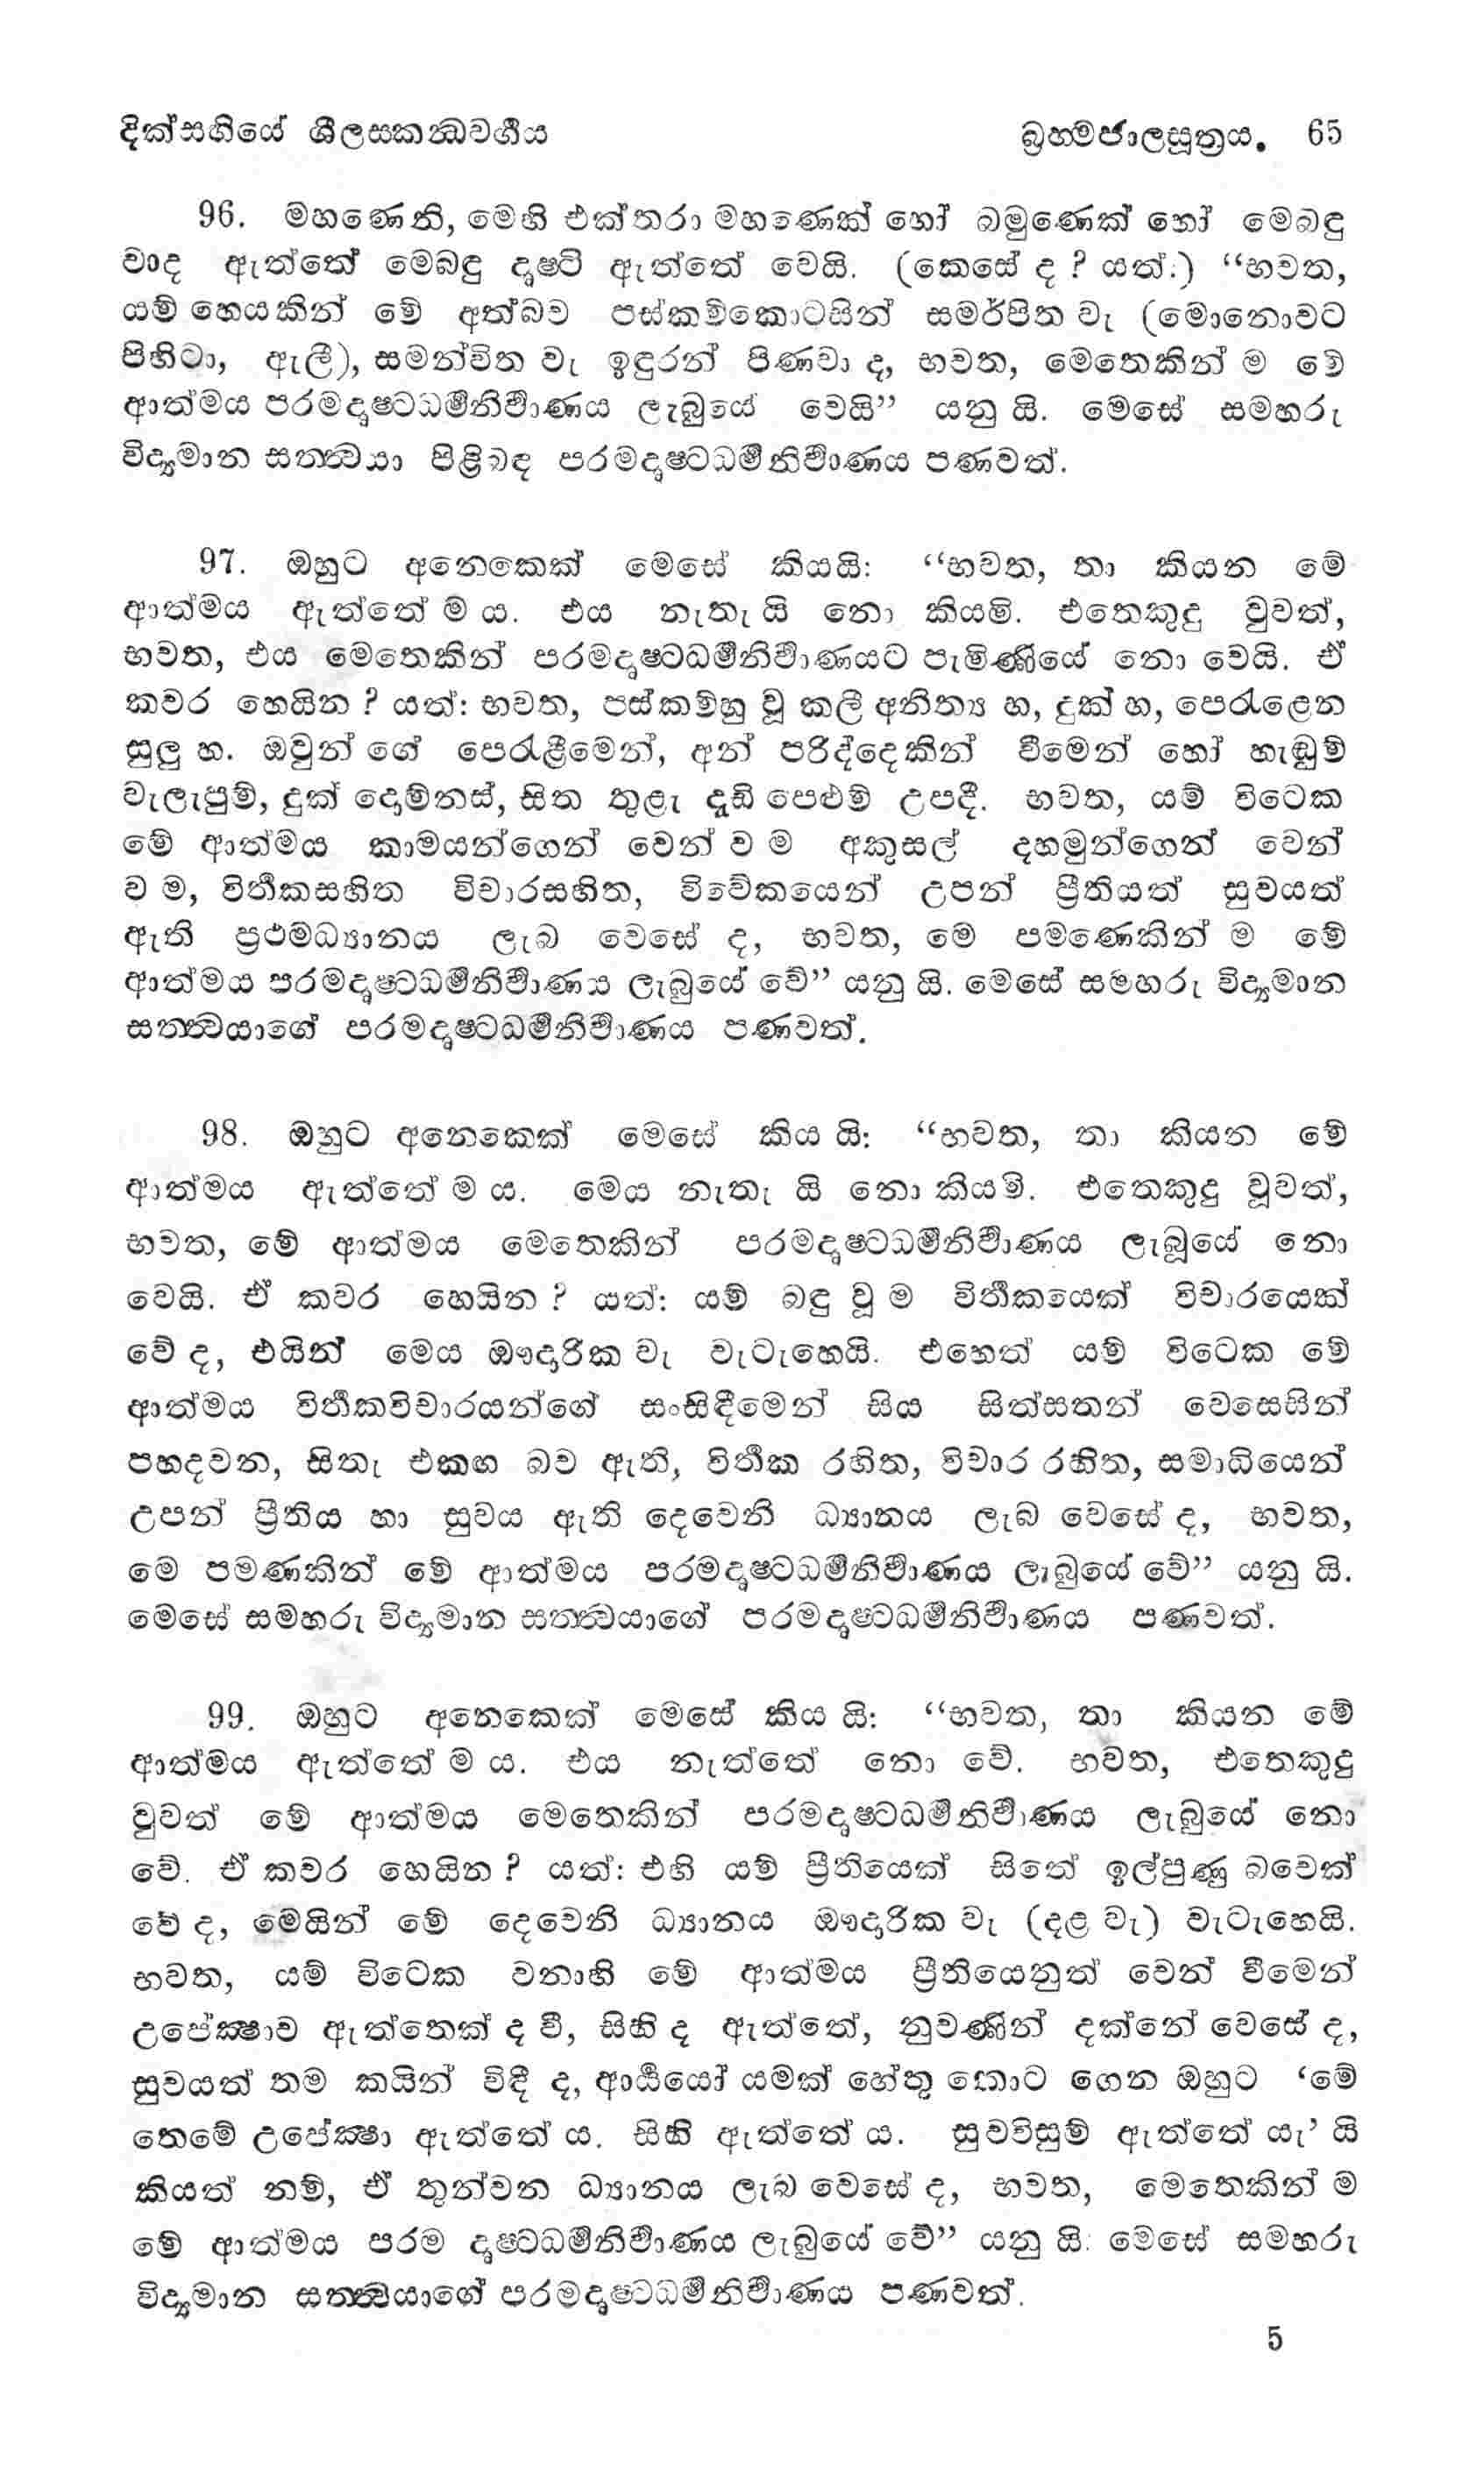 දික්සඟියේ ශීලසකන්ධවර්ගය බ්‍රහ්මජාලසූත්‍රය. 65
96. මහණෙනි, මෙහි එක්තරා මහණෙක් හෝ බමුණෙක් හෝ මෙබඳු
වාද ඇත්තේ මෙබඳු දෘෂ්ටි ඇත්තේ වෙයි. (කෙසේ ද ? යත්:) “භවත,
යම් හෙයකින් මේ අත්බව පස්කම්කොටසින් සමර්පිත වැ (මොනොවට
පිහිටා, ඇලී), සමන්විත වැ ඉඳුරන් පිණවා ද, භවත, මෙතෙකින් ම මේ
ආත්මය පරමදෘෂ්ටධර්මනිර්වාණය ලැබුයේ වෙයි” යනු යි. මෙසේ සමහරු
විද්‍යමාන සත්ත්‍වයා පිළිබඳ පරමදෘෂ්ටධර්මනිර්වාණය පණවත්.
97. ඔහුට අනෙකෙක් මෙසේ කියයි: “භවත, තා කියන මේ
ආත්මය ඇත්තේ ම ය. එය නැතැ යි නො කියමි. එතෙකුදු වුවත්,
භවත, එය මෙතෙකින් පරමදෘෂ්ටධර්මනිර්වාණයට පැමිණියේ නො වෙයි. ඒ
කවර හෙයින ? යත්: භවත, පස්කම්හු වූ කලී අනිත්‍ය හ, දුක් හ, පෙරැළෙන
සුලු හ. ඔවුන් ගේ පෙරැළීමෙන්, අන් පරිද්දෙකින් වීමෙන් හෝ හැඬුම්
වැලැපුම්, දුක් දොම්නස්, සිත තුළැ දැඩි පෙළුම් උපදී. භවත, යම් විටෙක
මේ ආත්මය කාමයන්ගෙන් වෙන් ව ම අකුසල් දහමුන්ගෙන් වෙන්
ව ම, විතර්කසහිත විචාරසහිත, විවේකයෙන් උපන් ප්‍රීතියත් සුවයත්
ඇති ප්‍රථමධ්‍යානය ලැබ වෙසේ ද, භවත, මෙ පමණෙකින් ම මේ
ආත්මය පරමදෘෂ්ටධර්මනිර්වාණය ලැබුයේ වේ” යනු යි. මෙසේ සමහරු විද්‍යමාන
සත්ත්‍වයාගේ පරමදෘෂ්ටධර්මනිර්වාණය පණවත්.
98. ඔහුට අනෙකෙක් මෙසේ කිය යි: “භවත, තා කියන මේ
ආත්මය ඇත්තේ ම ය. මෙය නැතැ යි නො කියමි. එතෙකුදු වූවත්,
භවත, මේ ආත්මය මෙතෙකින් පරමදෘෂ්ටධර්මනිර්වාණය ලැබූයේ නො
වෙයි. ඒ කවර හෙයින ? යත්: යම් බඳු වූ ම විතර්කයෙක් විචාරයෙක්
වේ ද, එයින් මෙය ඖදාරික වැ වැටැහෙයි. එහෙත් යම් විටෙක මේ
ආත්මය විතර්කවිචාරයන්ගේ සංසිඳීමෙන් සිය සිත්සතන් වෙසෙසින්
පහදවන, සිතැ එකඟ බව ඇති, විතර්ක රහිත, විචාර රහිත, සමාධියෙන්
උපන් ප්‍රීතිය හා සුවය ඇති දෙවෙනි ධ්‍යානය ලැබ වෙසේ ද, භවත,
මෙ පමණකින් මේ ආත්මය පරමදෘෂ්ටධර්මනිර්වාණය ලැබුයේ වේ” යනු යි.
මෙසේ සමහරු විද්‍යමාන සත්ත්‍වයාගේ පරමදෘෂ්ටධර්මනිර්වාණය පණවත්.
99. ඔහුට අනෙකෙක් මෙසේ කිය යි: “භවත, තා කියන මේ
ආත්මය ඇත්තේ ම ය. එය නැත්තේ නො වේ. භවත, එතෙකුදු
වුවත් මේ ආත්මය මෙතෙකින් පරමදෘෂ්ටධර්මනිර්වාණය ලැබුයේ නො
වේ. ඒ කවර හෙයින ? යත්: එහි යම් ප්‍රීතියෙක් සිතේ ඉල්පුණු බවෙක්
වේ ද, මෙයින් මේ දෙවෙනි ධ්‍යානය ඖදාරික වැ (දළ වැ) වැටැහෙයි.
භවත, යම් විටෙක වනාහි මේ ආත්මය ප්‍රීතියෙනුත් වෙන් වීමෙන්
උපේක්‍ෂාව ඇත්තෙක් ද වී, සිහි ද ඇත්තේ, නුවණින් දක්නේ වෙසේ ද,
සුවයත් තම කයින් විඳී ද, ආර්‍ය්‍යයෝ යමක් හේතු කොට ගෙන ඔහුට ‘මේ
තෙමේ උපේක්‍ෂා ඇත්තේ ය. සිහි ඇත්තේ ය. සුවවිසුම් ඇත්තේ යැ’ යි
කියත් නම්, ඒ තුන්වන ධ්‍යානය ලැබ වෙසේ ද, භවත, මෙතෙකින් ම
මේ ආත්මය පරම දෘෂ්ටධර්මනිර්වාණය ලැබුයේ වේ” යනු යි. මෙසේ සමහරු
විද්‍යමාන සත්ත්‍වයාගේ පරමදෘෂ්ටධර්මනිර්වාණය පණවත්.
5